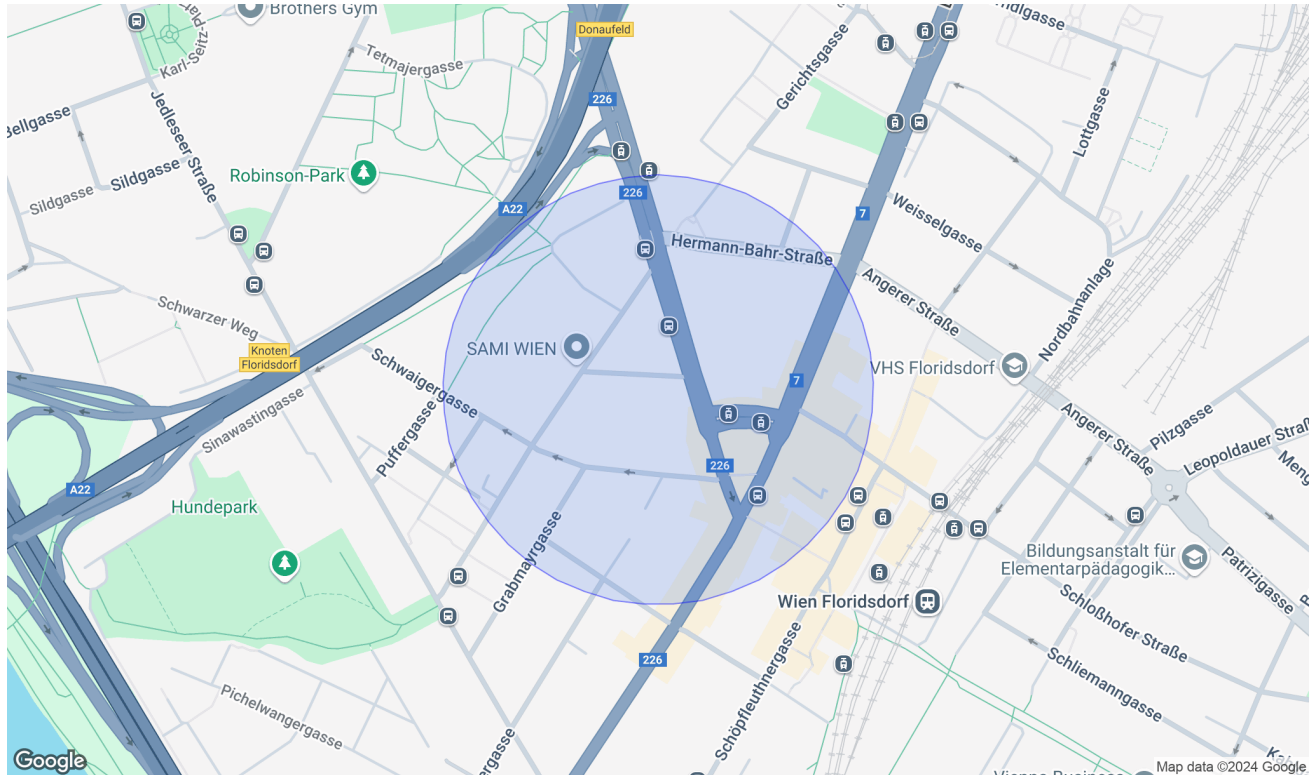 Brothers Gym
Donaufeld
Karl-Seitz-
Tetmajergasse
Gerichtsgasse
226
Bellgasse
Jedleseer Straße
Lottgasse
Sildgasse
Sildgasse
Robinson-Park
A22
226
7
Weisselgasse
Hermann-Bahr-Straße
Angerer Straße
Nordbahnanlage
Schwarzer Weg
Knoten
Floridsdorf
SAMI WIEN
Schwaigergasse
VHS Floridsdorf
7
Sinawastingasse
Puffergasse
Angerer Straße
Pilzgasse
Leopoldauer Straß
Meng
226
A22
Hundepark
Grabmayrgasse
Bildungsanstalt für
Elementarpädagogik...
Patrizigasse
Wien Floridsdorf
Schloßhofer Straße
226
Schöpfleuthnergasse
Schliemanngasse
Pichelwangergasse
ergasse
Google
Map data ©2024 Google